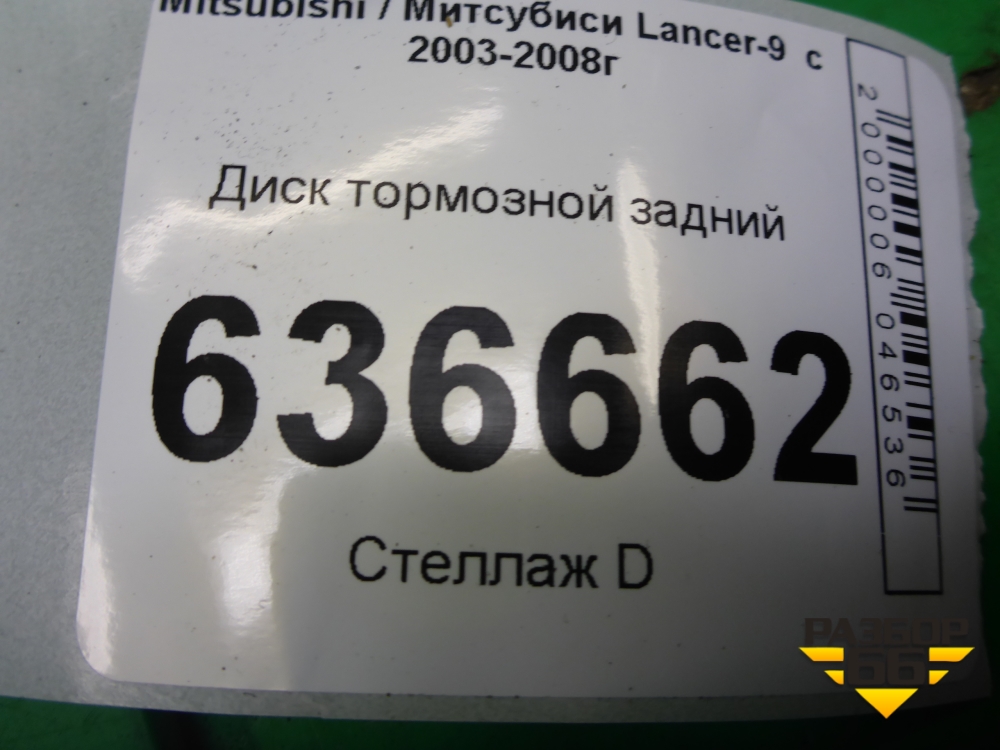 Mitsubishi / Митсубиси Lancer-9 с
2003-2008г
Диск тормозной задний
636662
Стеллаж D
2000006046536
РАЗБОР
66